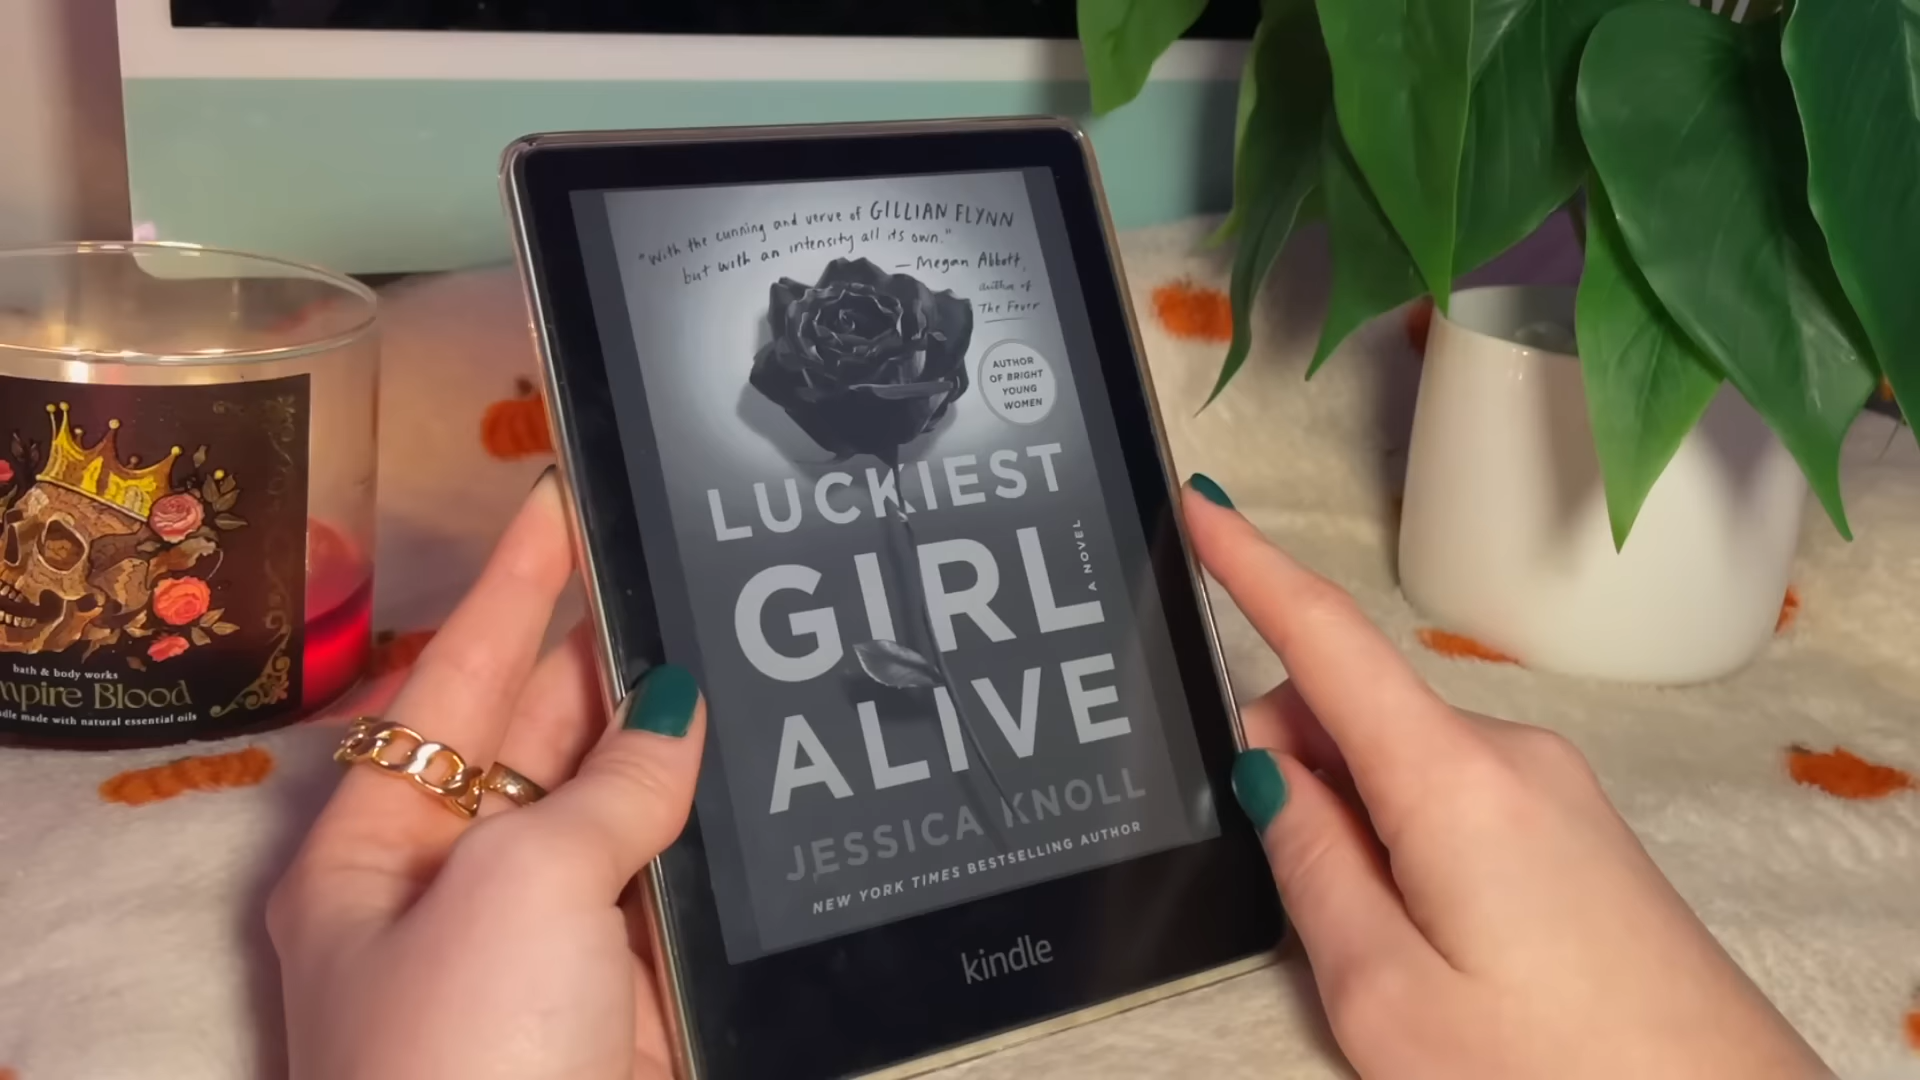 "With the cunning and verve of GILLIAN FLYNN
but with an intensity all its own."
— Megan Abbott,
author of
The Fever
AUTHOR
OF BRIGHT
YOUNG
WOMEN
LUCKIEST
GIRL
A NOVEL
ALIVE
JESSICA KNOLL
NEW YORK TIMES BESTSELLING AUTHOR
kindle
bath & body works
mpire Blood
dle made with natural essential oils